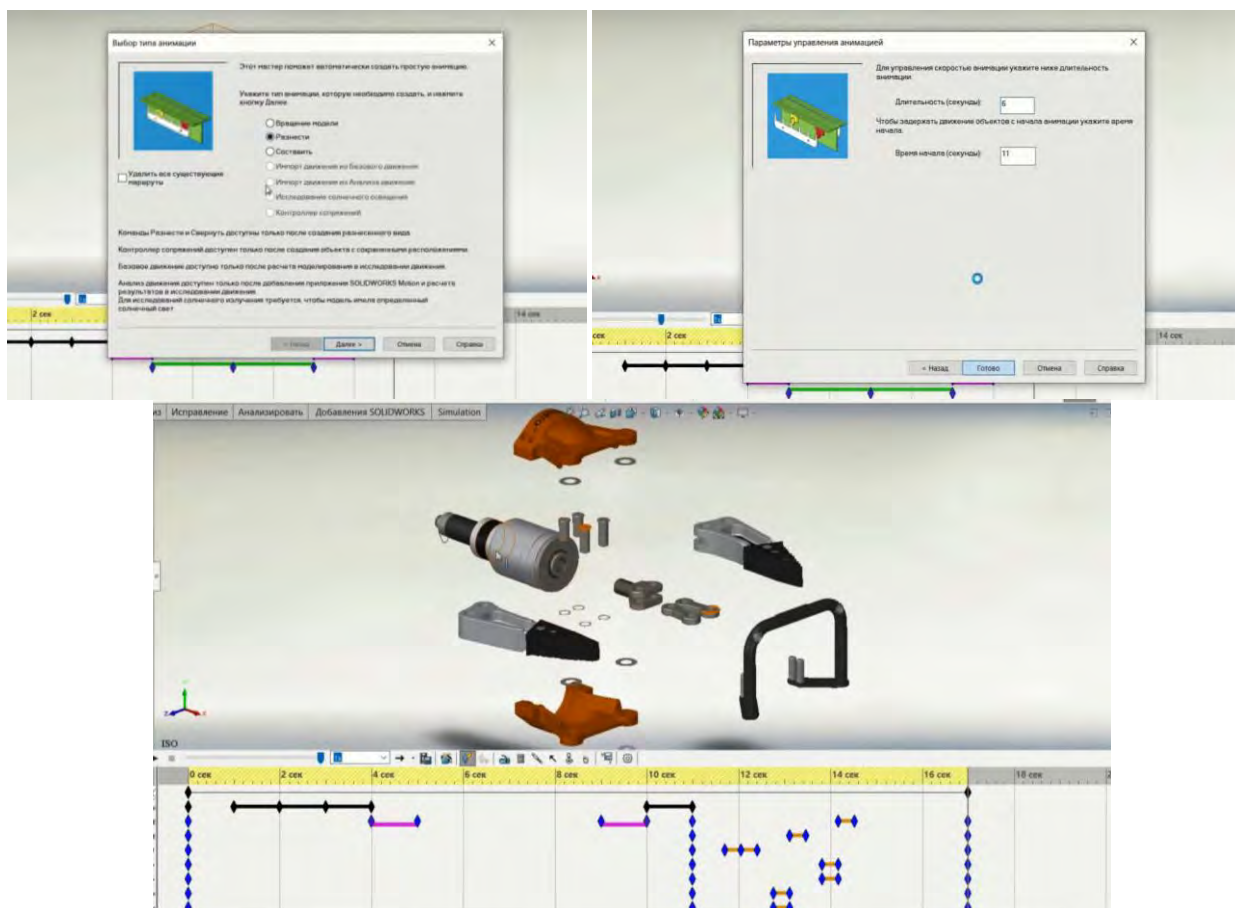 Выбор типа анимации
Этот мастер поможет автоматически создать простую анимацию.
Укажите тип анимации, которую необходимо создать, и нажмите
кнопку Далее
Вращение модели
Разнести
Составить
Импорт движения из Базового движения
Удалить все существующие
маршруты
Импорт движения из Анализа движения
Исследование солнечного освещения
Контроллер сопряжений
Команды Разнести и Свернуть доступны только после создания разнесенного вида.
Контроллер сопряжений доступен только после создания объекта с сохраненными расположениями.
Базовое движение доступно только после расчета моделирования в исследовании движения.
Анализ движения доступен только после добавления приложения SOLIDWORKS Motion и расчета
результатов в исследовании движения.
Для исследований солнечного излучения требуется, чтобы модель имела определенный
солнечный свет
< Назад Далее > Отмена Справка
2 сек 14 сек
Параметры управления анимацией
Для управления скоростью анимации укажите ниже длительность
анимации.
Длительность (секунды): 6
Чтобы задержать движении объектов с начала анимации укажите время
начала.
Время начала (секунды): 11
< Назад Готово Отмена Справка
сек 2 сек 14 сек
из Исправление Анализировать Добавления SOLIDWORKS Simulation
ISO
0 сек 2 сек 4 сек 6 сек 8 сек 10 сек 12 сек 14 сек 16 сек 18 сек 2